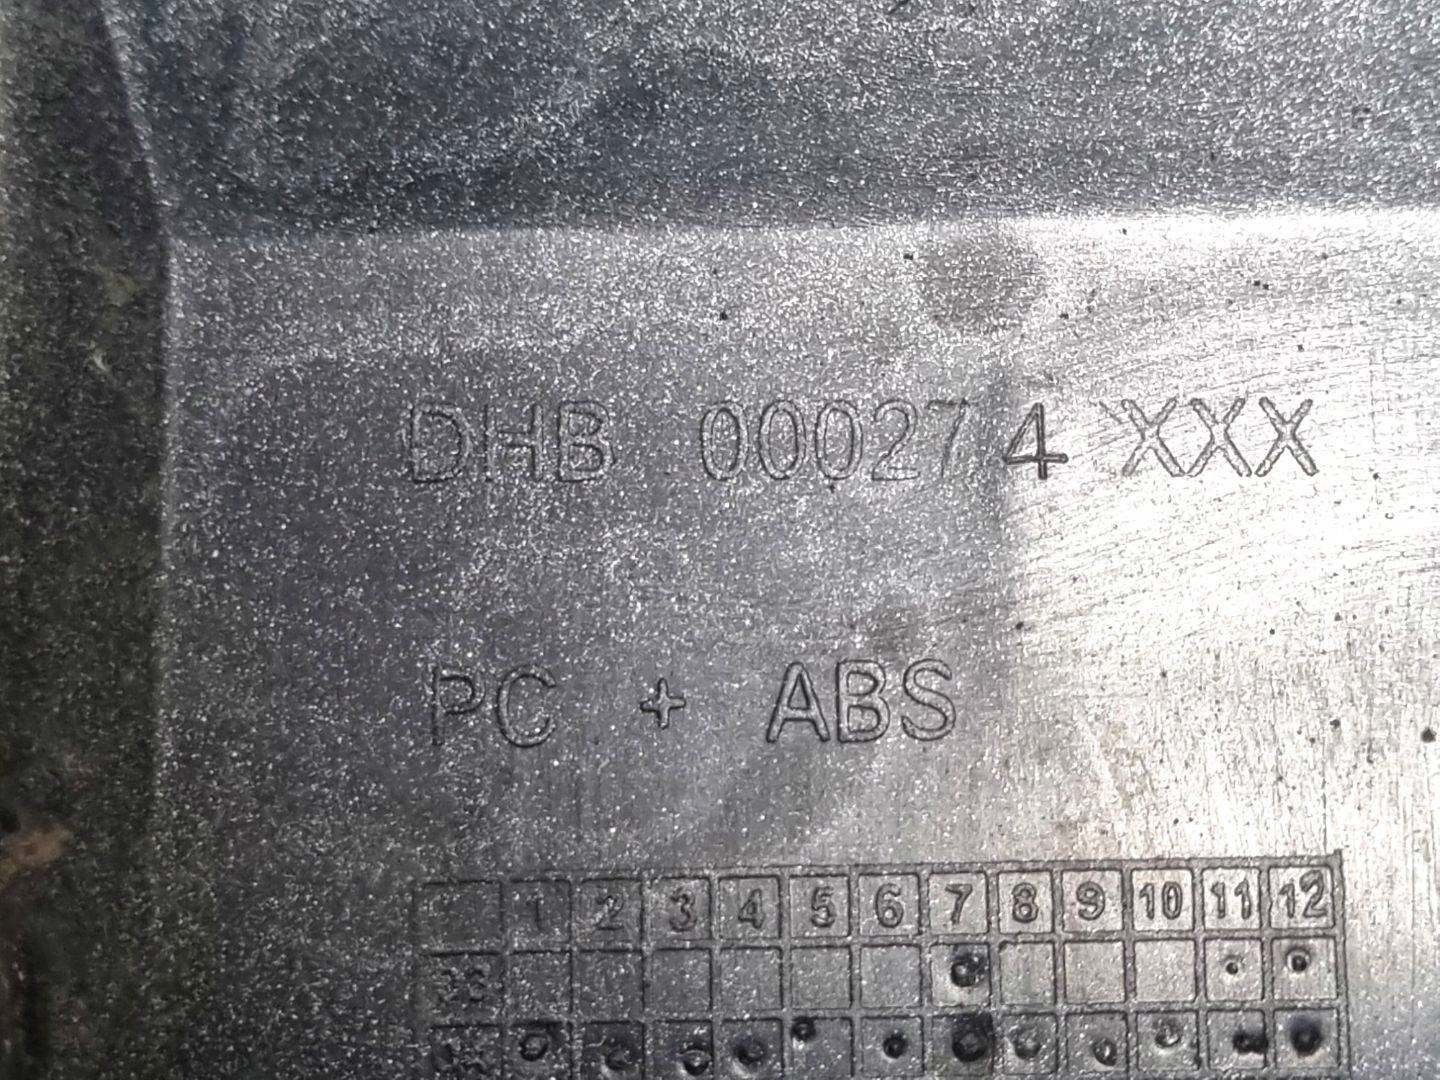 DHB 000274 XXX
PC + ABS
1 2 3 4 5 6 7 8 9 10 11 12